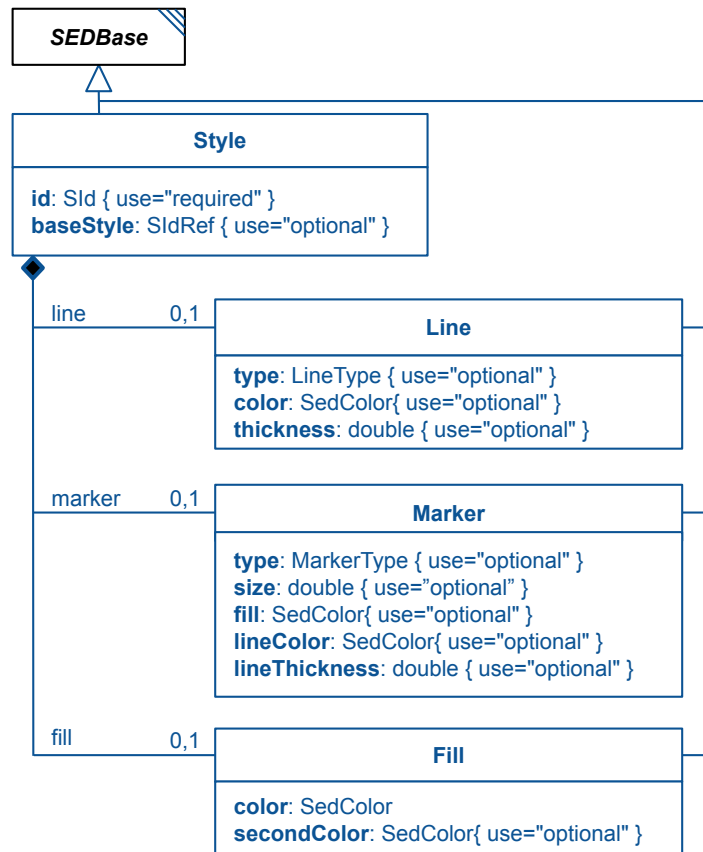 SEDBase
Style
id: SId { use="required" }
baseStyle: SIdRef { use="optional" }
line 0,1
Line
type: LineType { use="optional" }
color: SedColor{ use="optional" }
thickness: double { use="optional" }
marker 0,1
Marker
type: MarkerType { use="optional" }
size: double { use=”optional” }
fill: SedColor{ use="optional" }
lineColor: SedColor{ use="optional" }
lineThickness: double { use="optional" }
fill 0,1
Fill
color: SedColor
secondColor: SedColor{ use="optional" }